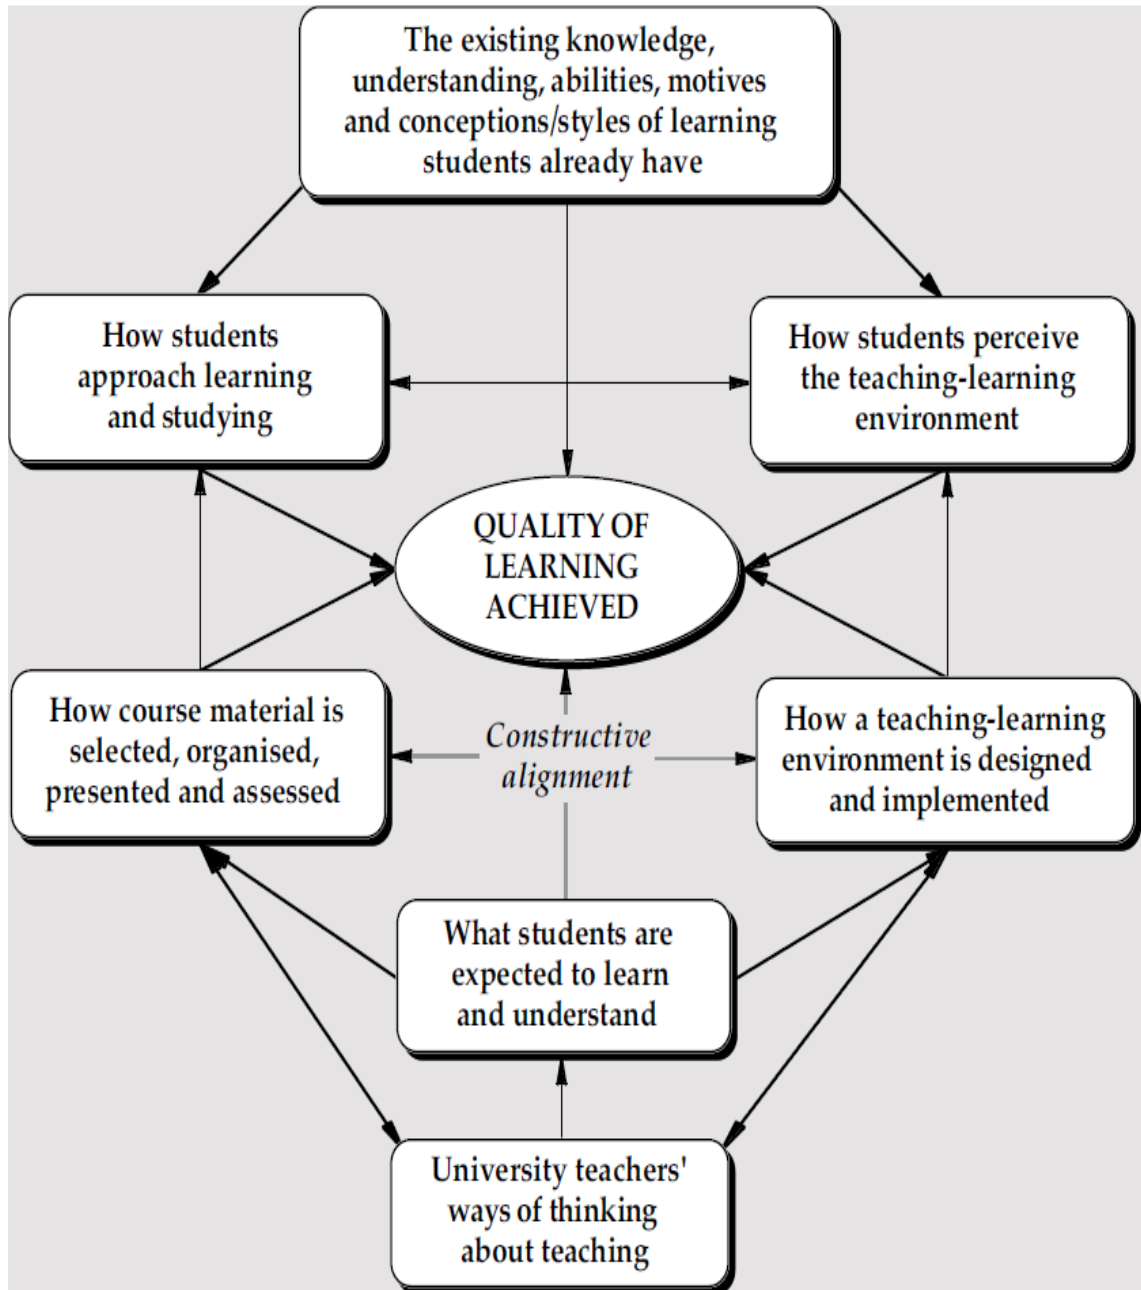 The existing knowledge,
understanding, abilities, motives
and conceptions/styles of learning
students already have
How students
approach learning
and studying
How students perceive
the teaching-learning
environment
QUALITY OF
LEARNING
ACHIEVED
How course material is
selected, organised,
presented and assessed
Constructive
alignment
How a teaching-learning
environment is designed
and implemented
What students are
expected to learn
and understand
University teachers'
ways of thinking
about teaching